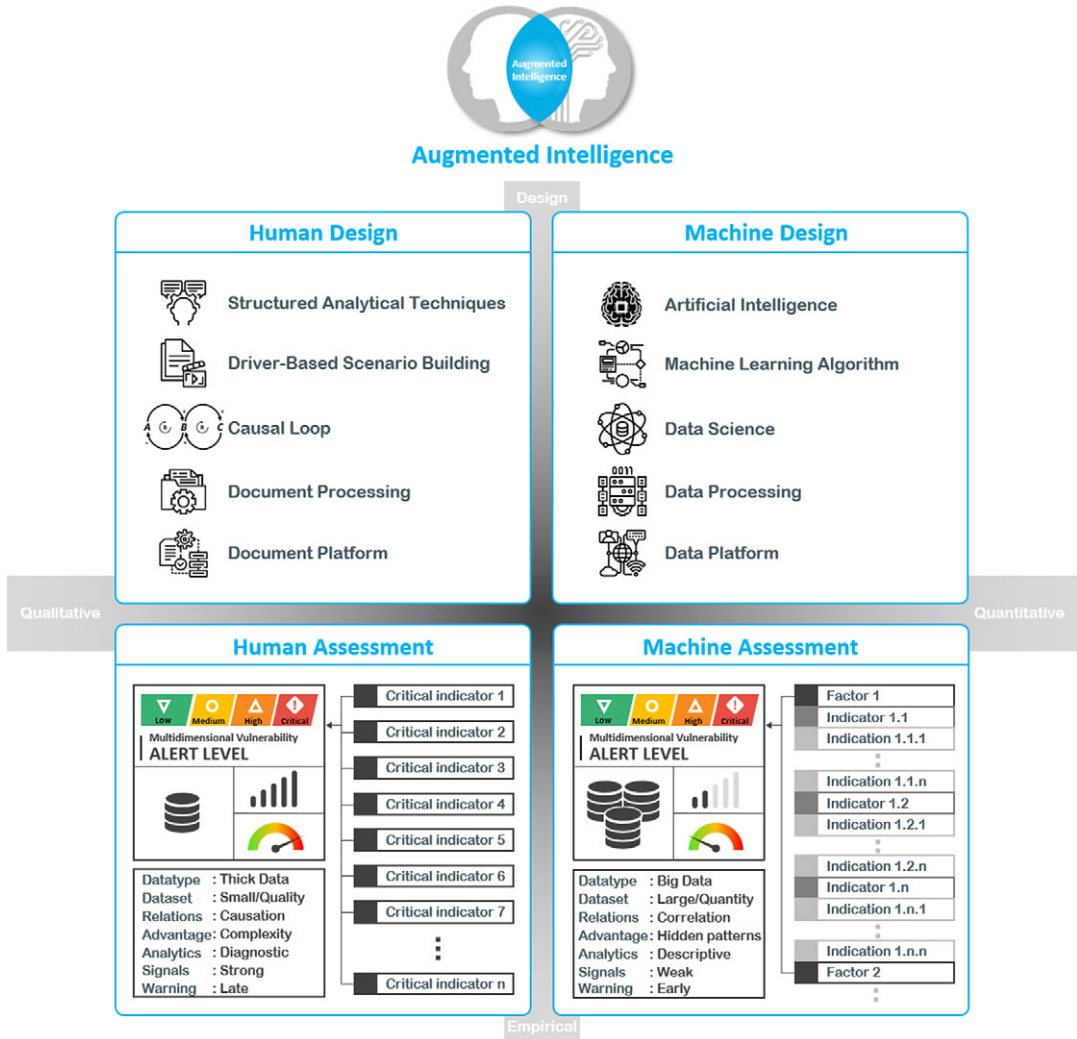 Augmented
Intelligence
Augmented Intelligence
Design
Human Design
Structured Analytical Techniques
Driver-Based Scenario Building
A B C
Causal Loop
Document Processing
Document Platform
Machine Design
Artificial Intelligence
Machine Learning Algorithm
Data Science
0011
Data Processing
Data Platform
Qualitative
Quantitative
Human Assessment
Low Medium High Critical
Multidimensional Vulnerability
ALERT LEVEL
Datatype : Thick Data
Dataset : Small/Quality
Relations : Causation
Advantage: Complexity
Analytics : Diagnostic
Signals : Strong
Warning : Late
Critical indicator 1
Critical indicator 2
Critical indicator 3
Critical indicator 4
Critical indicator 5
Critical indicator 6
Critical indicator 7
Critical indicator n
Machine Assessment
Low Medium High Critical
Multidimensional Vulnerability
ALERT LEVEL
Datatype : Big Data
Dataset : Large/Quantity
Relations : Correlation
Advantage: Hidden patterns
Analytics : Descriptive
Signals : Weak
Warning : Early
Factor 1
Indicator 1.1
Indication 1.1.1
Indication 1.1.n
Indicator 1.2
Indication 1.2.1
Indication 1.2.n
Indicator 1.n
Indication 1.n.1
Indication 1.n.n
Factor 2
Empirical